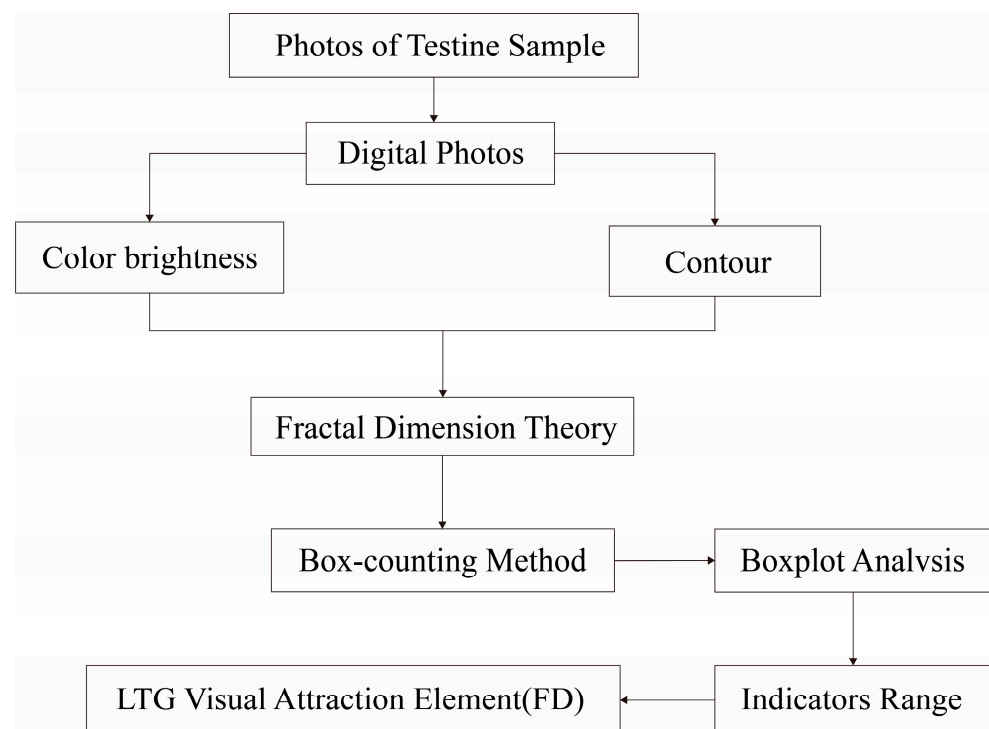 Photos of Testine Sample
Digital Photos
Color brightness
Contour
Fractal Dimension Theory
Box-counting Method
Boxplot Analvsis
LTG Visual Attraction Element(FD)
Indicators Range